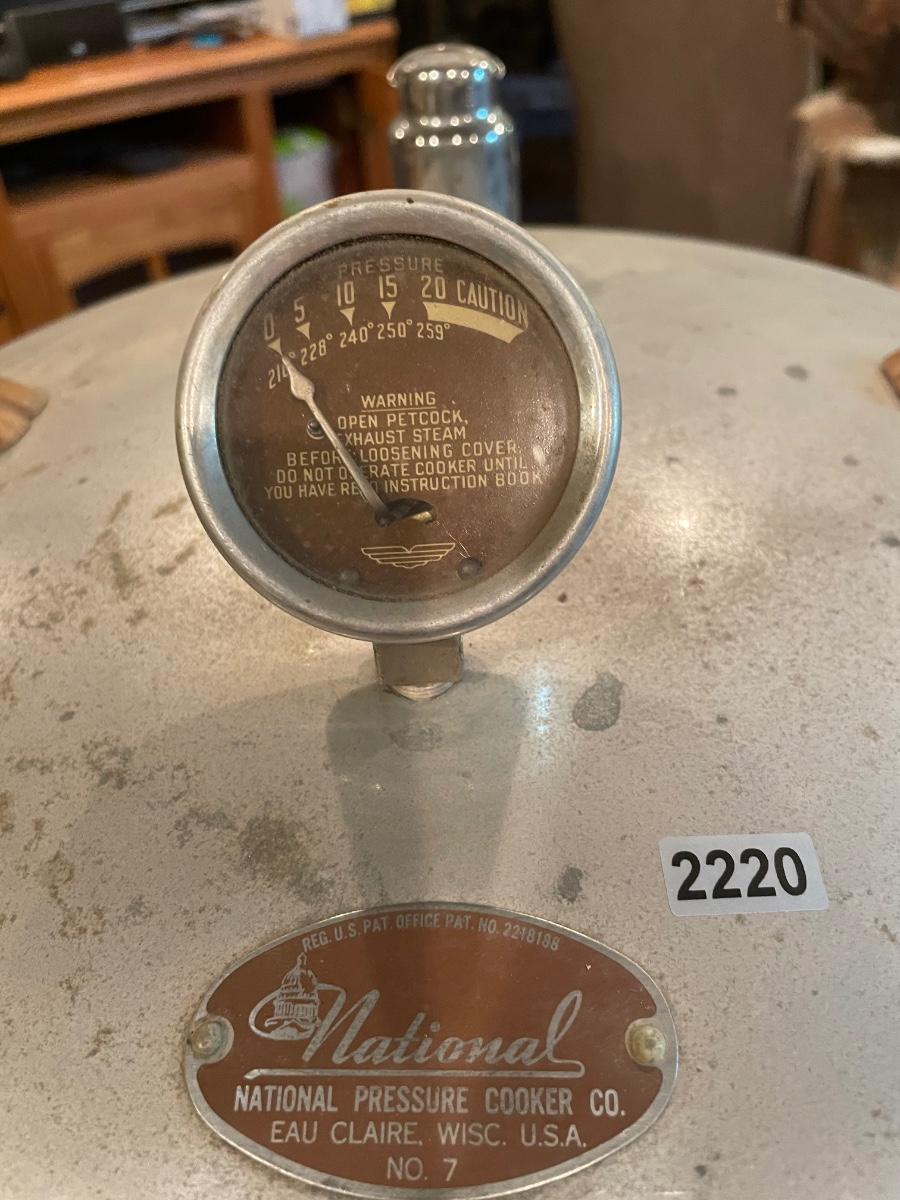 PRESSURE
0 5 10 15 20 CAUTION
228° 240° 250° 259°
WARNING
OPEN PETCOCK,
EXHAUST STEAM
BEFORE LOOSENING COVER.
DO NOT OPERATE COOKER UNTIL
YOU HAVE READ INSTRUCTION BOOK
2220
REG. U.S. PAT. OFFICE PAT. NO. 2218188
National
NATIONAL PRESSURE COOKER CO.
EAU CLAIRE, WISC. U.S.A.
NO. 7